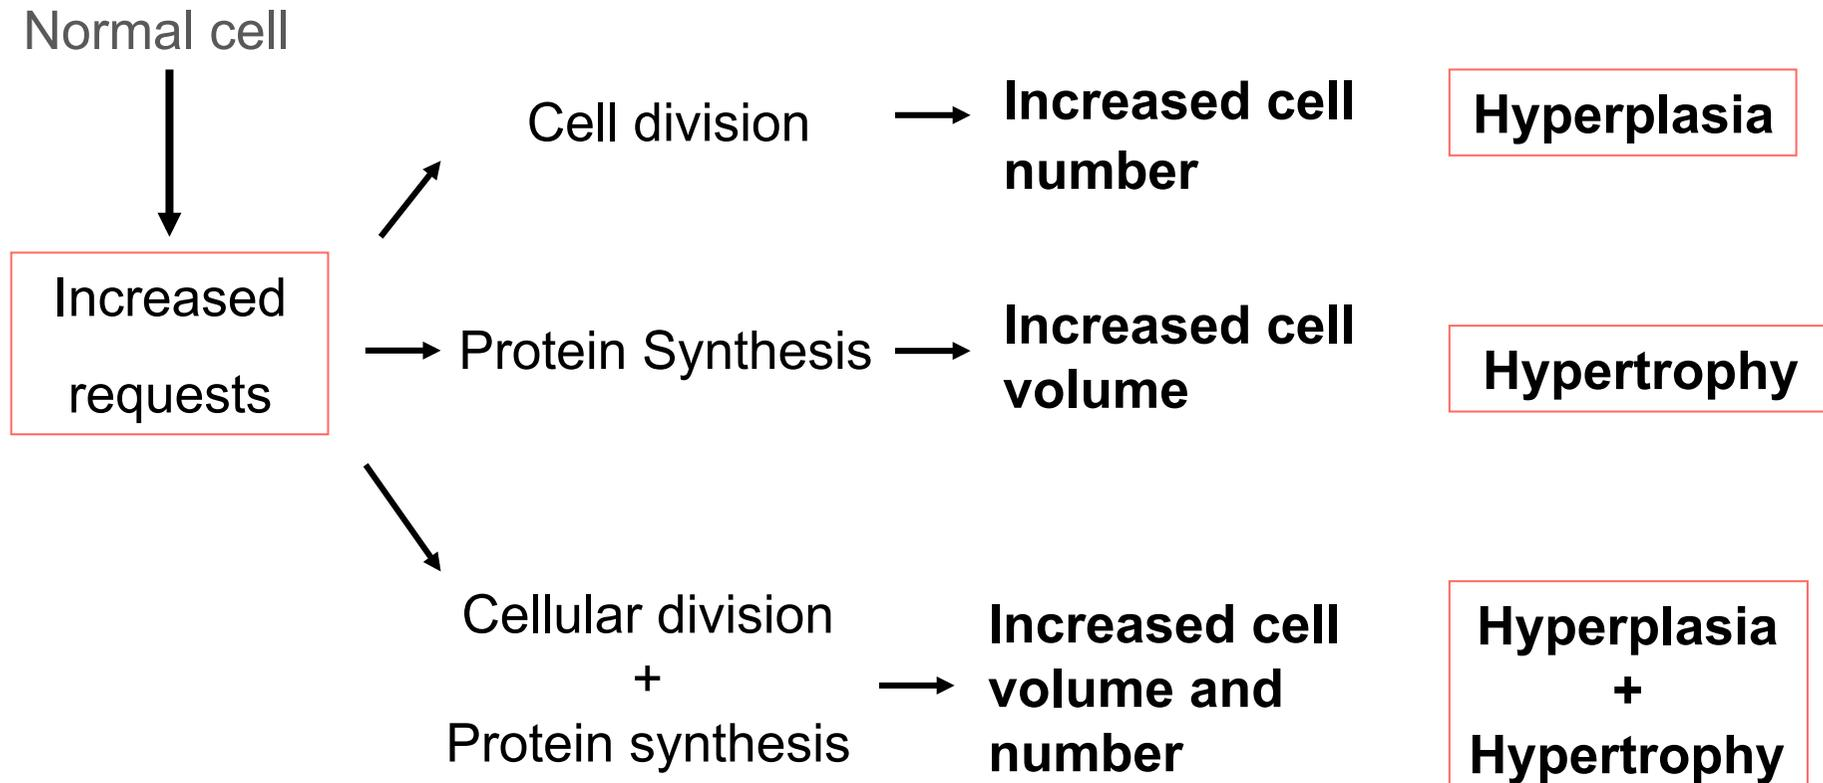 Normal cell
Increased
requests
Cell division
Increased cell
number
Hyperplasia
Protein Synthesis
Increased cell
volume
Hypertrophy
Cellular division
+
Protein synthesis
Increased cell
volume and
number
Hyperplasia
+
Hypertrophy